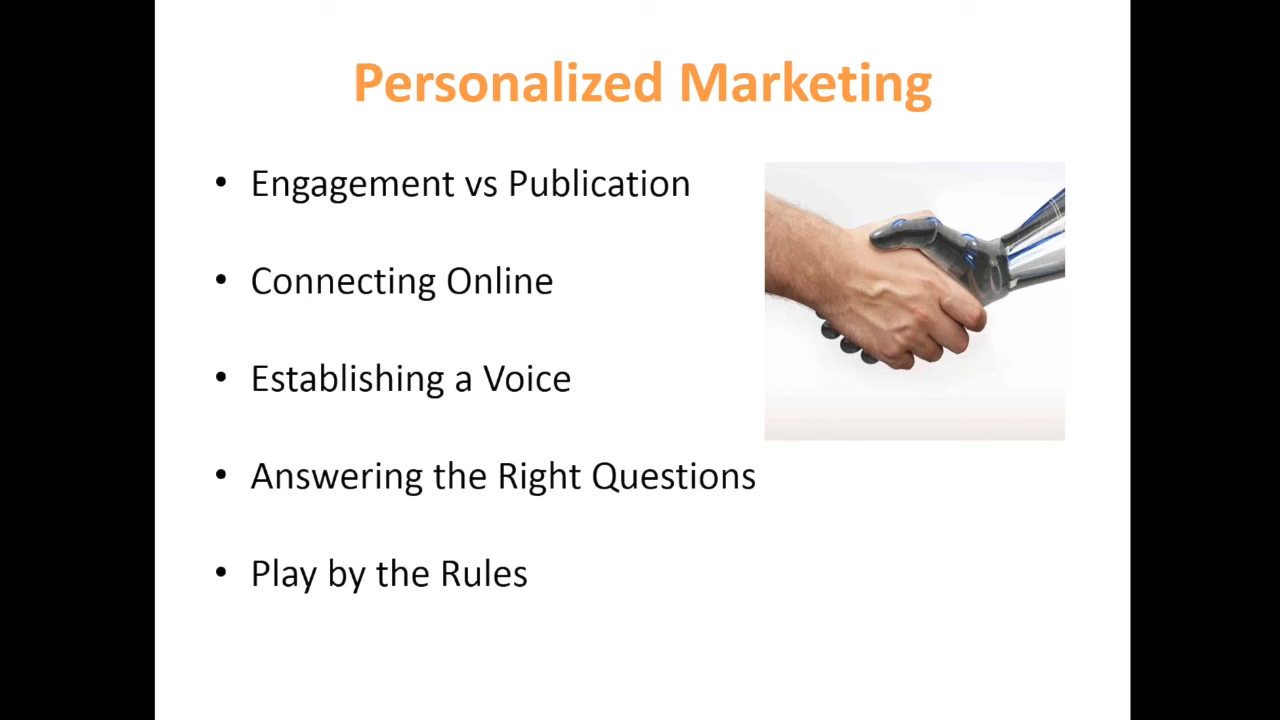 Personalized Marketing
• Engagement vs Publication
• Connecting Online
• Establishing a Voice
• Answering the Right Questions
• Play by the Rules